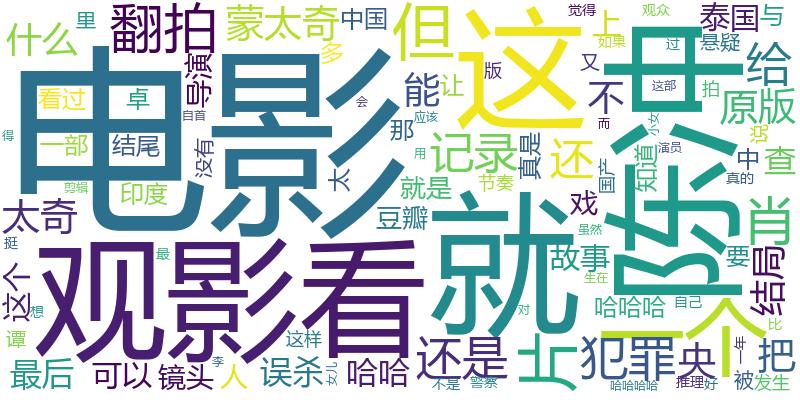 里 翻拍 蒙太奇 中国 但 这 觉得 上 观众 泰国 与
什么 多 如果 过 悬疑 给
电影 导演 版 又 冲 原版
看过 卓 能 让 不 这部 拍
得 一部 结尾 自首 会 那 应该 记录 真是 还 而 陈 小女 知道 演员 中 査
没有 太 用 国产 真的
剪辑 印度 就是 节奏 戏 肖
太奇 豆瓣 就 虽然 故事 要
挺 这个 观影看 生在 结局
最 想 对 哈哈哈 自己 一个
谭 这样 还是 片 犯罪 央 比 把
最后 可以 镜头 李 人 误杀 女儿 哈哈 不是 警察 哈哈哈哈 推理 好 一年 被 发生